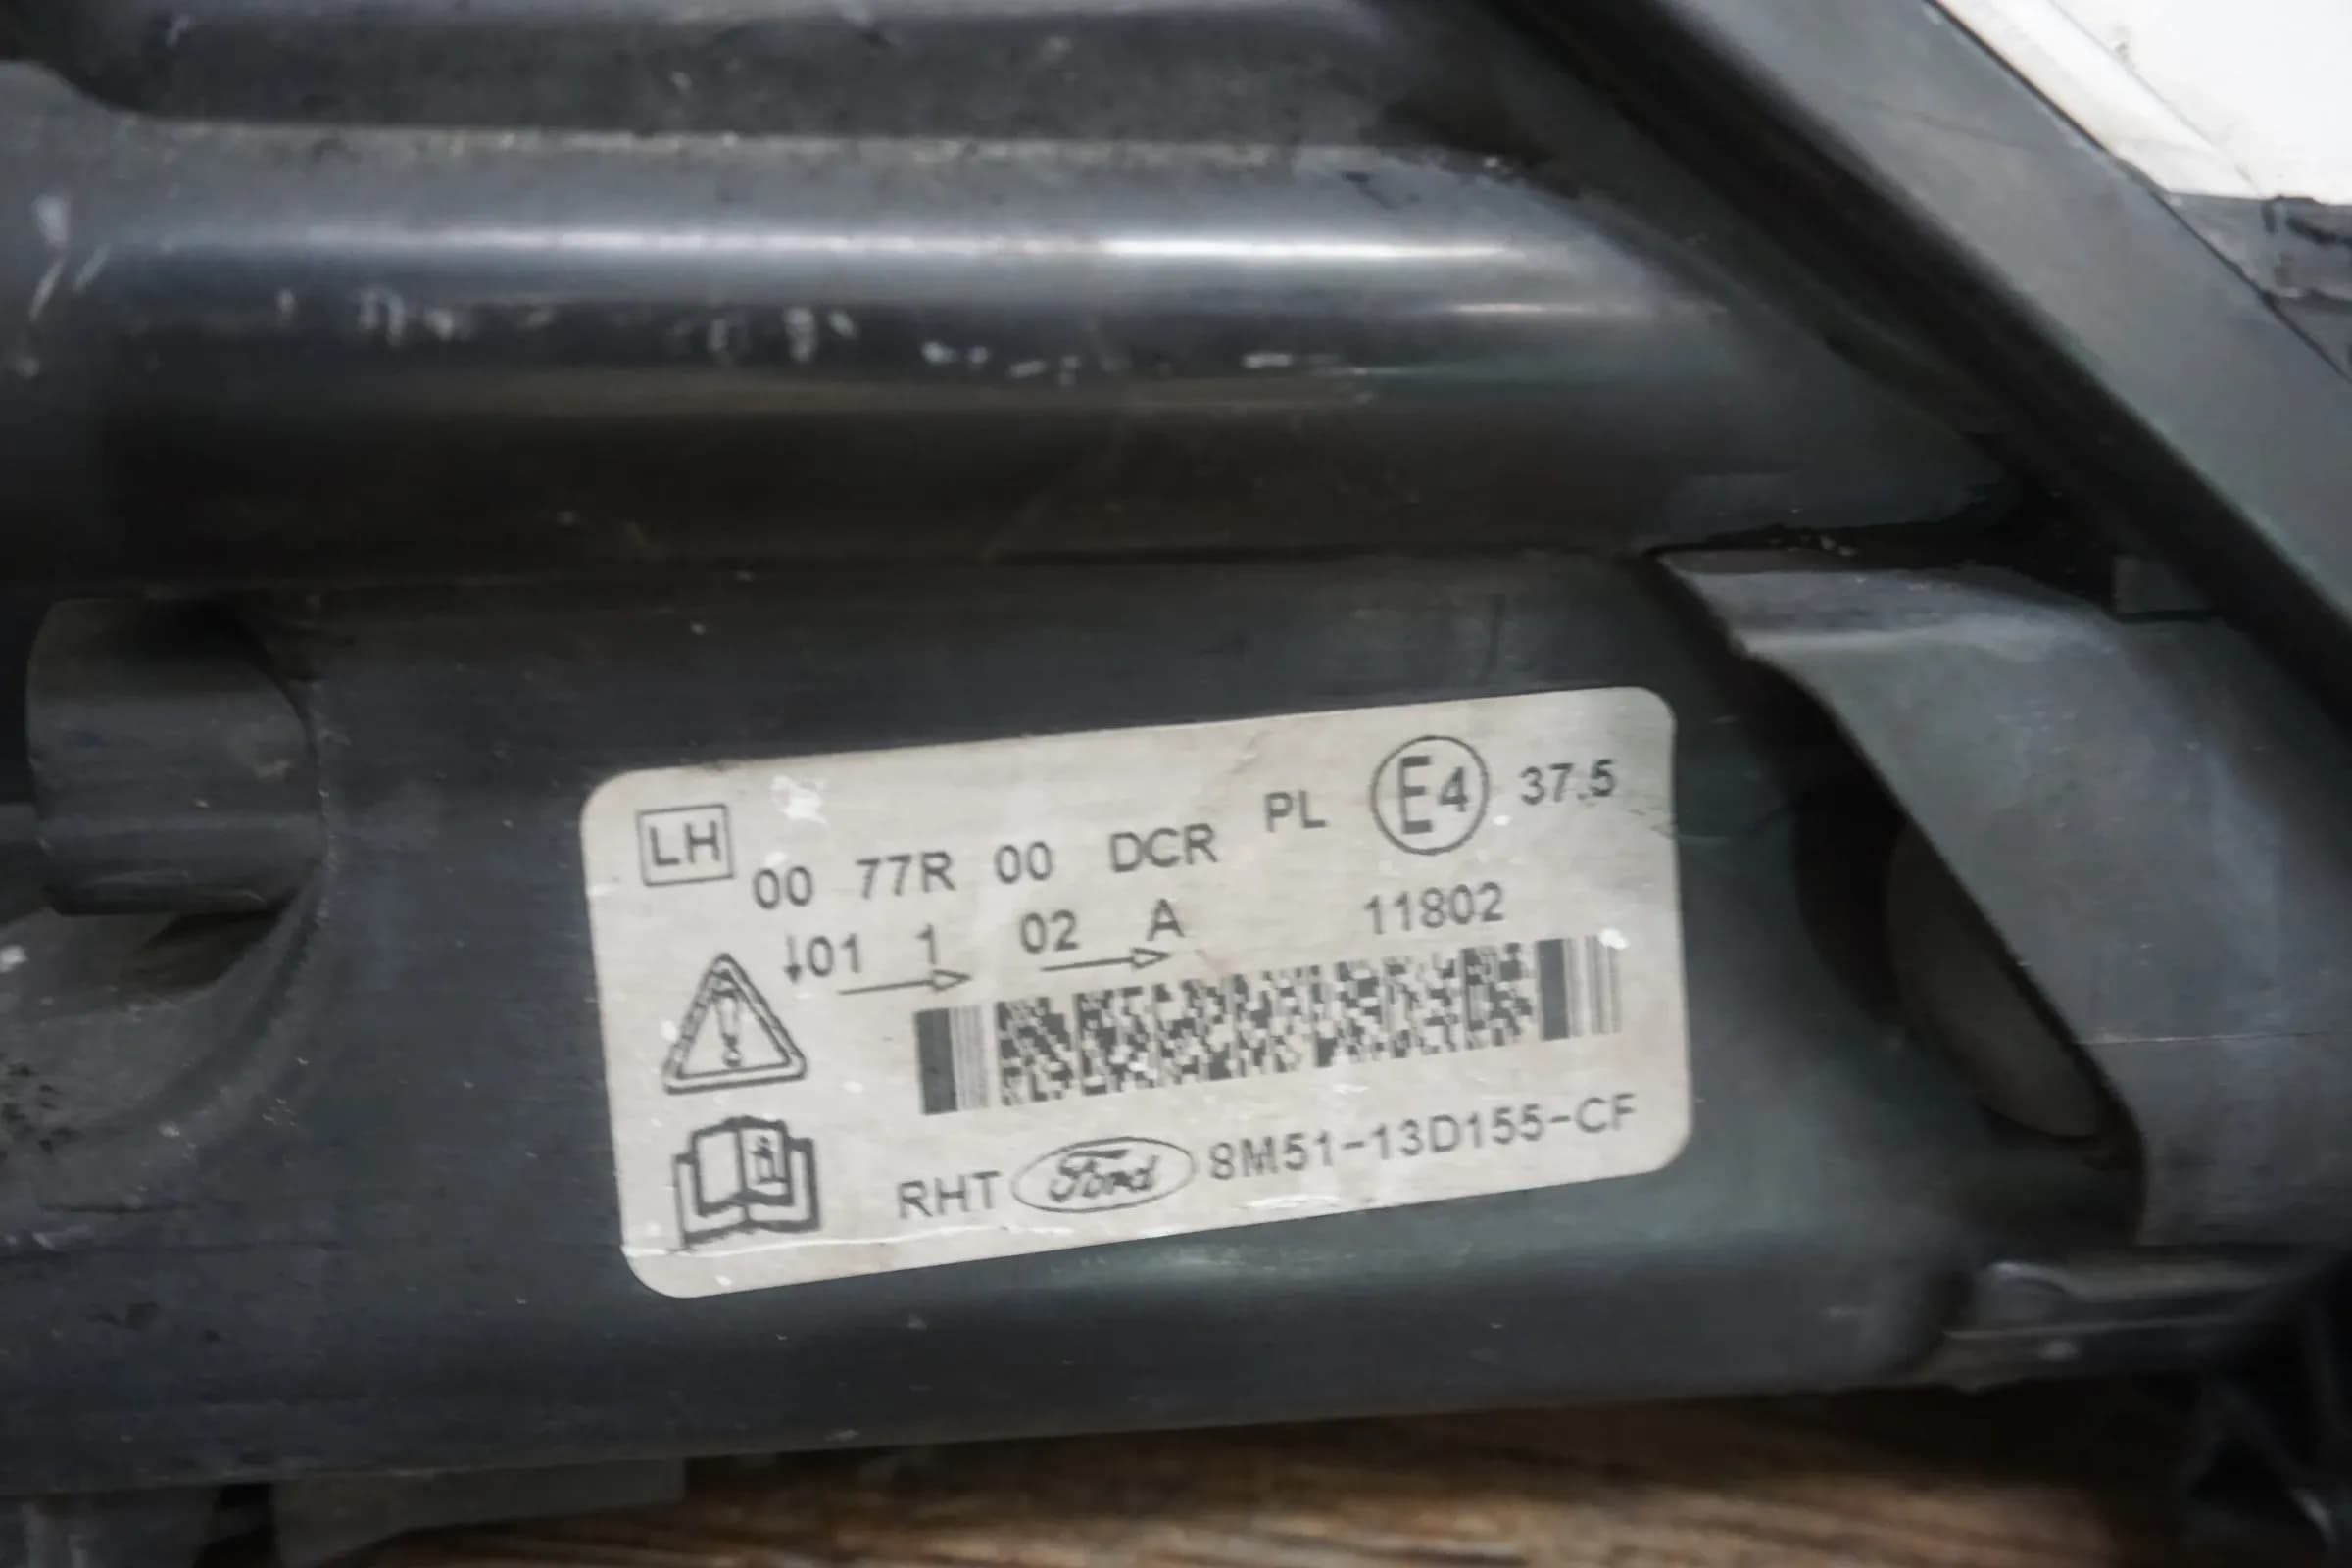 LH 00 77R 00 DCR PL E4 37.5
↓01 1 02 A 11802
RHT Ford 8M51-13D155-CF